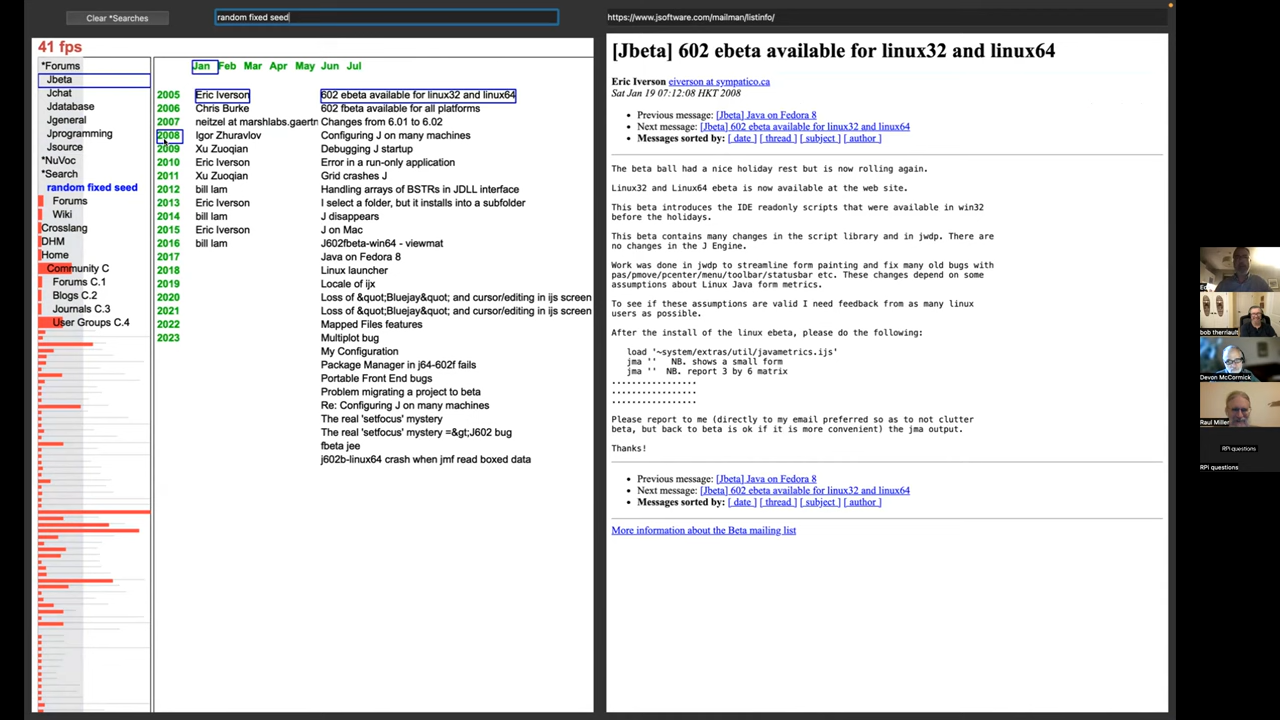 Clear *Searches
random fixed seed
https://www.jsoftware.com/mailman/listinfo/
41 fps
*Forums
Jbeta
Jchat
Jdatabase
Jgeneral
Jprogramming
Jsource
*NuVoc
*Search
random fixed seed
Forums
Wiki
Crosslang
DHM
Home
Community C
Forums C.1
Blogs C.2
Journals C.3
User Groups C.4
Jan Feb Mar Apr May Jun Jul
2005
2006
2007
2008
2009
2010
2011
2012
2013
2014
2015
2016
2017
2018
2019
2020
2021
2022
2023
Eric Iverson
Chris Burke
neitzel at marshlabs.gaertn
Igor Zhuravlov
Xu Zuoqian
Eric Iverson
Xu Zuoqian
bill lam
Eric Iverson
bill lam
Eric Iverson
bill lam
602 ebeta available for linux32 and linux64
602 fbeta available for all platforms
Changes from 6.01 to 6.02
Configuring J on many machines
Debugging J startup
Error in a run-only application
Grid crashes J
Handling arrays of BSTRs in JDLL interface
I select a folder, but it installs into a subfolder
J disappears
J on Mac
J602fbeta-win64 - viewmat
Java on Fedora 8
Linux launcher
Locale of ijx
Loss of &quot;Bluejay&quot; and cursor/editing in ijs screen
Loss of &quot;Bluejay&quot; and cursor/editing in ijs screen
Mapped Files features
Multiplot bug
My Configuration
Package Manager in j64-602f fails
Portable Front End bugs
Problem migrating a project to beta
Re: Configuring J on many machines
The real 'setfocus' mystery
The real 'setfocus' mystery =&gt;J602 bug
fbeta jee
j602b-linux64 crash when jmf read boxed data
[Jbeta] 602 ebeta available for linux32 and linux64
Eric Iverson eiverson at sympatico.ca
Sat Jan 19 07:12:08 HKT 2008
Previous message: [Jbeta] Java on Fedora 8
Next message: [Jbeta] 602 ebeta available for linux32 and linux64
Messages sorted by: [ date ] [ thread ] [ subject ] [ author ]
The beta ball had a nice holiday rest but is now rolling again.
Linux32 and Linux64 ebeta is now available at the web site.
This beta introduces the IDE readonly scripts that were available in win32
before the holidays.
This beta contains many changes in the script library and in jwdp. There are
no changes in the J Engine.
Work was done in jwdp to streamline form painting and fix many old bugs with
pas/pmove/pcenter/menu/toolbar/statusbar etc. These changes depend on some
assumptions about Linux Java form metrics.
To see if these assumptions are valid I need feedback from as many linux
users as possible.
After the install of the linux ebeta, please do the following:
load '~system/extras/util/javametrics.ijs'
jma '' NB. shows a small form
jma '' NB. report 3 by 6 matrix
.................
.................
.................
Please report to me (directly to my email preferred so as to not clutter
beta, but back to beta is ok if it is more convenient) the jma output.
Thanks!
Previous message: [Jbeta] Java on Fedora 8
Next message: [Jbeta] 602 ebeta available for linux32 and linux64
Messages sorted by: [ date ] [ thread ] [ subject ] [ author ]
More information about the Beta mailing list
bob therriault
Devon McCormick
Raul Miller
RPi questions
RPi questions